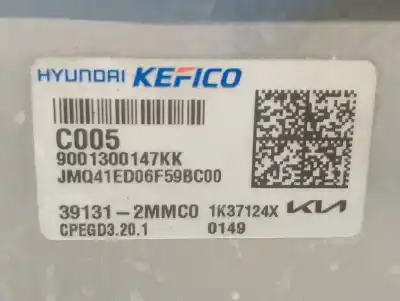 HYUNDAI KEFICO
C005
9001300147KK
JMQ41ED06F59BC00
39131-2MMC0 1K37124X KIA
CPEGD3.20.1 0149